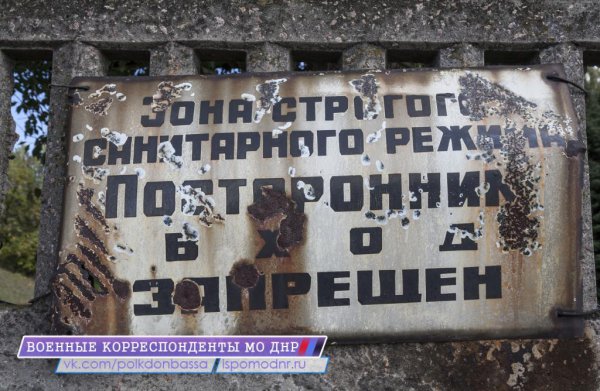 ЗОНА СТРОГОГО
САНИТАРНОГО РЕЖИМА
ПОСТОРОННИМ
ВХОД
ЗАПРЕЩЕН
ВОЕННЫЕ КОРРЕСПОНДЕНТЫ МО ДНР
vk.com/polkdonbassa / ispomodnr.ru